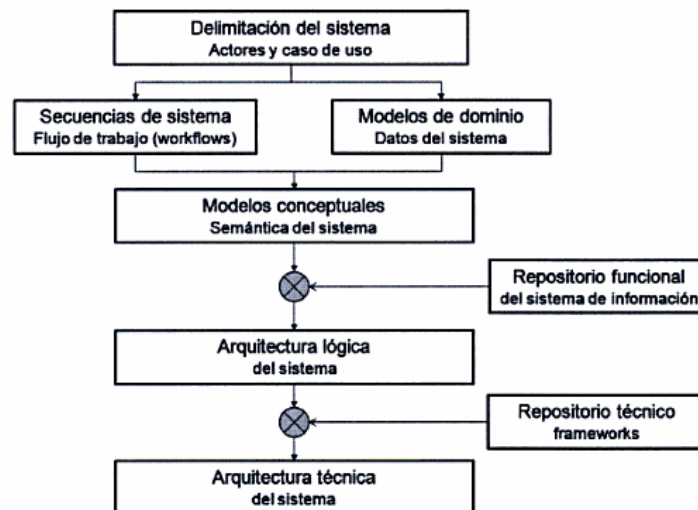 Delimitación del sistema
Actores y caso de uso
Secuencias de sistema
Flujo de trabajo (workflows)
Modelos de dominio
Datos del sistema
Modelos conceptuales
Semántica del sistema
Repositorio funcional
del sistema de información
Arquitectura lógica
del sistema
Repositorio técnico
frameworks
Arquitectura técnica
del sistema